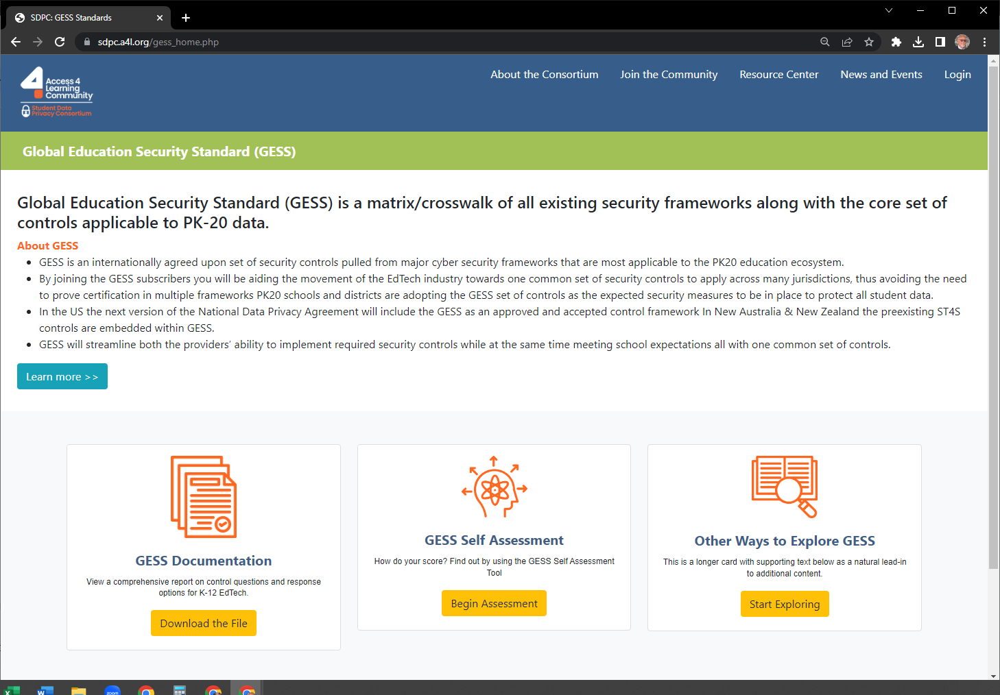 SDPC: GESS Standards
sdpc.a4l.org/gess_home.php
4 Access 4
Learning
Community
Student Data
Privacy Consortium
About the Consortium
Join the Community
Resource Center
News and Events
Login
Global Education Security Standard (GESS)
Global Education Security Standard (GESS) is a matrix/crosswalk of all existing security frameworks along with the core set of
controls applicable to PK-20 data.
About GESS
GESS is an internationally agreed upon set of security controls pulled from major cyber security frameworks that are most applicable to the PK20 education ecosystem.
By joining the GESS subscribers you will be aiding the movement of the EdTech industry towards one common set of security controls to apply across many jurisdictions, thus avoiding the need
to prove certification in multiple frameworks PK20 schools and districts are adopting the GESS set of controls as the expected security measures to be in place to protect all student data.
In the US the next version of the National Data Privacy Agreement will include the GESS as an approved and accepted control framework In New Australia & New Zealand the preexisting ST4S
controls are embedded within GESS.
GESS will streamline both the providers' ability to implement required security controls while at the same time meeting school expectations all with one common set of controls.
Learn more >>
GESS Documentation
View a comprehensive report on control questions and response
options for K-12 EdTech.
Download the File
GESS Self Assessment
How do your score? Find out by using the GESS Self Assessment
Tool
Begin Assessment
Other Ways to Explore GESS
This is a longer card with supporting text below as a natural lead-in
to additional content.
Start Exploring
zoom